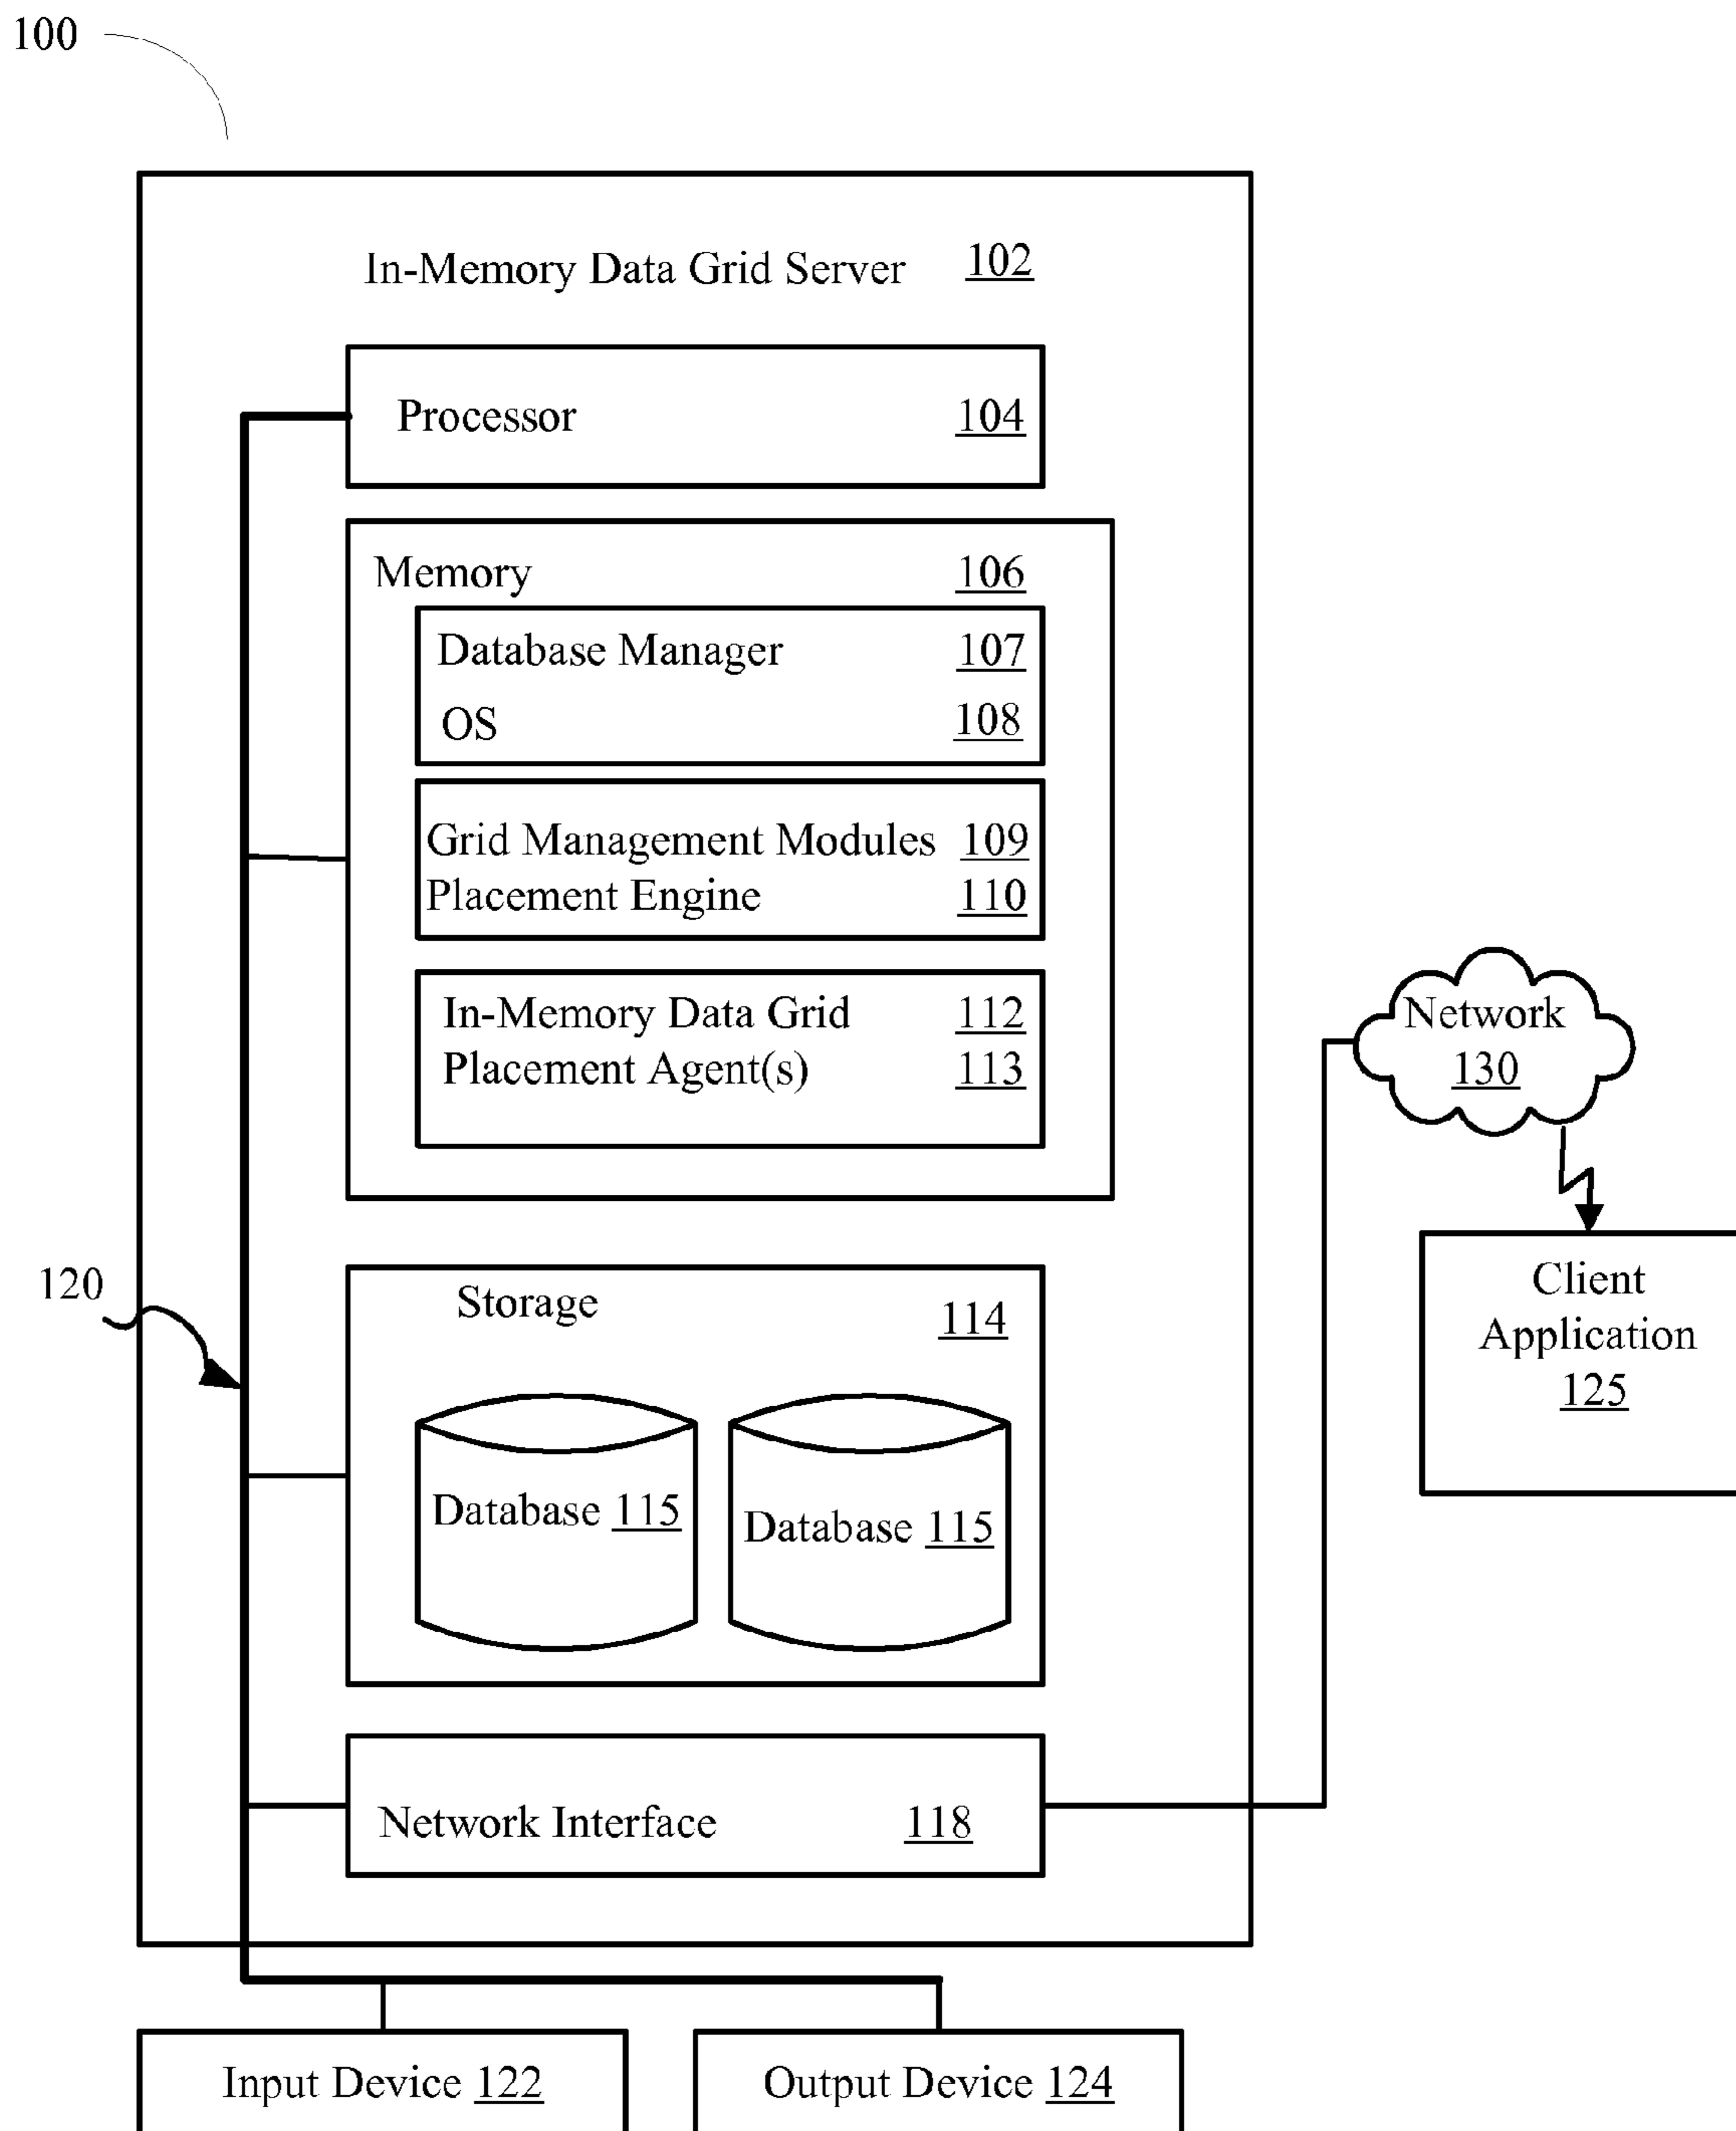 100
In-Memory Data Grid Server 102
Processor 104
Memory 106
Database Manager 107
OS 108
Grid Management Modules 109
Placement Engine 110
In-Memory Data Grid 112
Placement Agent(s) 113
Network
130
120
Storage 114
Client
Application
125
Database 115
Database 115
Network Interface 118
Input Device 122
Output Device 124